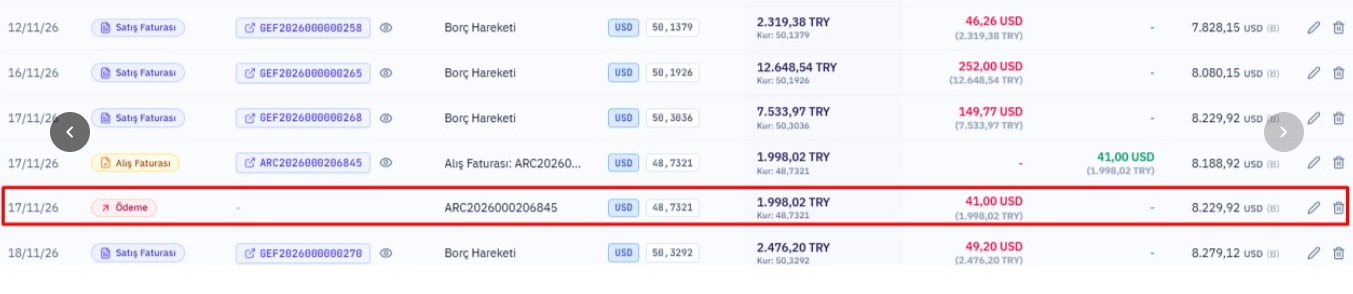 12/11/26 Satış Faturası GEF2026000000258 Borç Hareketi USD 50,1379 2.319,38 TRY 46,26 USD - 7.828,15 USD (B)
Kur: 50,1379 (2.319,38 TRY)
16/11/26 Satış Faturası GEF2026000000265 Borç Hareketi USD 50,1926 12.648,54 TRY 252,00 USD - 8.080,15 USD (B)
Kur: 50,1926 (12.648,54 TRY)
17/11/26 Satış Faturası GEF2026000000268 Borç Hareketi USD 50,3036 7.533,97 TRY 149,77 USD - 8.229,92 USD (B)
Kur: 50,3036 (7.533,97 TRY)
17/11/26 Alış Faturası ARC2026000206845 Alış Faturası: ARC20260... USD 48,7321 1.998,02 TRY - 41,00 USD 8.188,92 USD (B)
Kur: 48,7321 (1.998,02 TRY)
17/11/26 Ödeme - ARC2026000206845 USD 48,7321 1.998,02 TRY 41,00 USD - 8.229,92 USD (B)
Kur: 48,7321 (1.998,02 TRY)
18/11/26 Satış Faturası GEF2026000000270 Borç Hareketi USD 50,3292 2.476,20 TRY 49,20 USD - 8.279,12 USD (B)
Kur: 50,3292 (2.476,20 TRY)